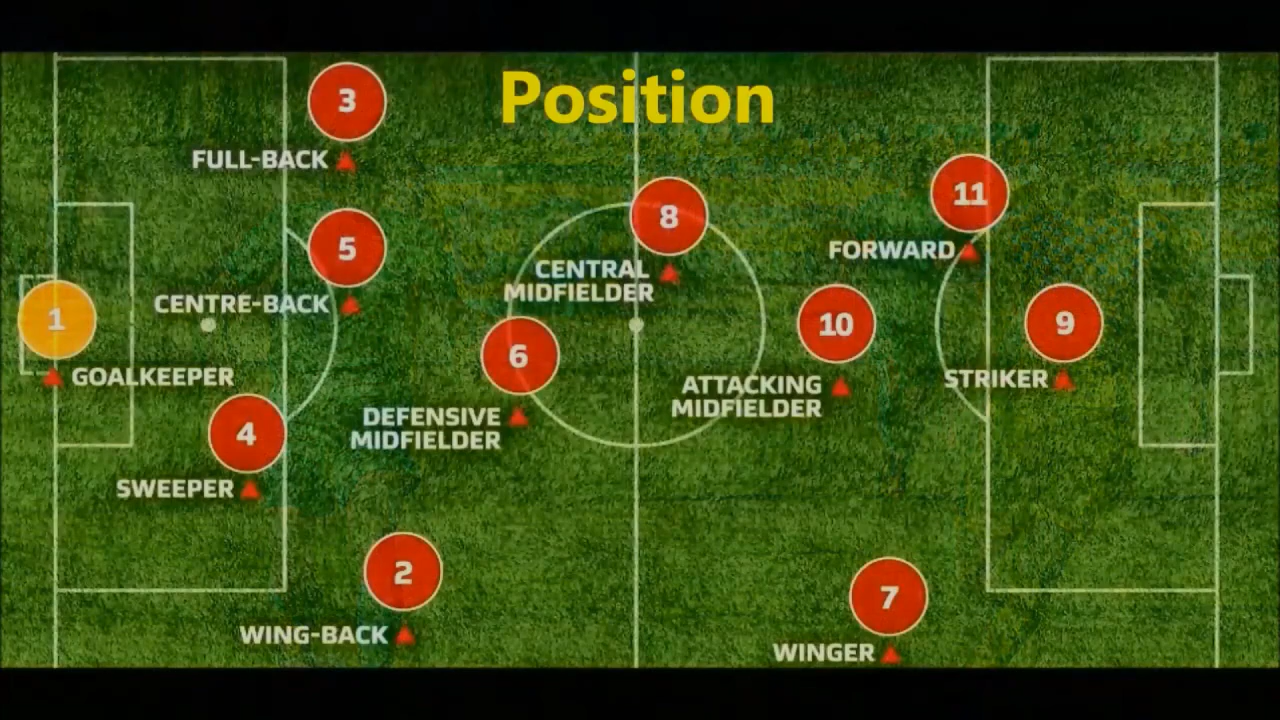 Position
3
FULL-BACK
5
CENTRE-BACK
1
GOALKEEPER
4
SWEEPER
2
WING-BACK
6
DEFENSIVE
MIDFIELDER
8
CENTRAL
MIDFIELDER
10
ATTACKING
MIDFIELDER
11
FORWARD
9
STRIKER
7
WINGER